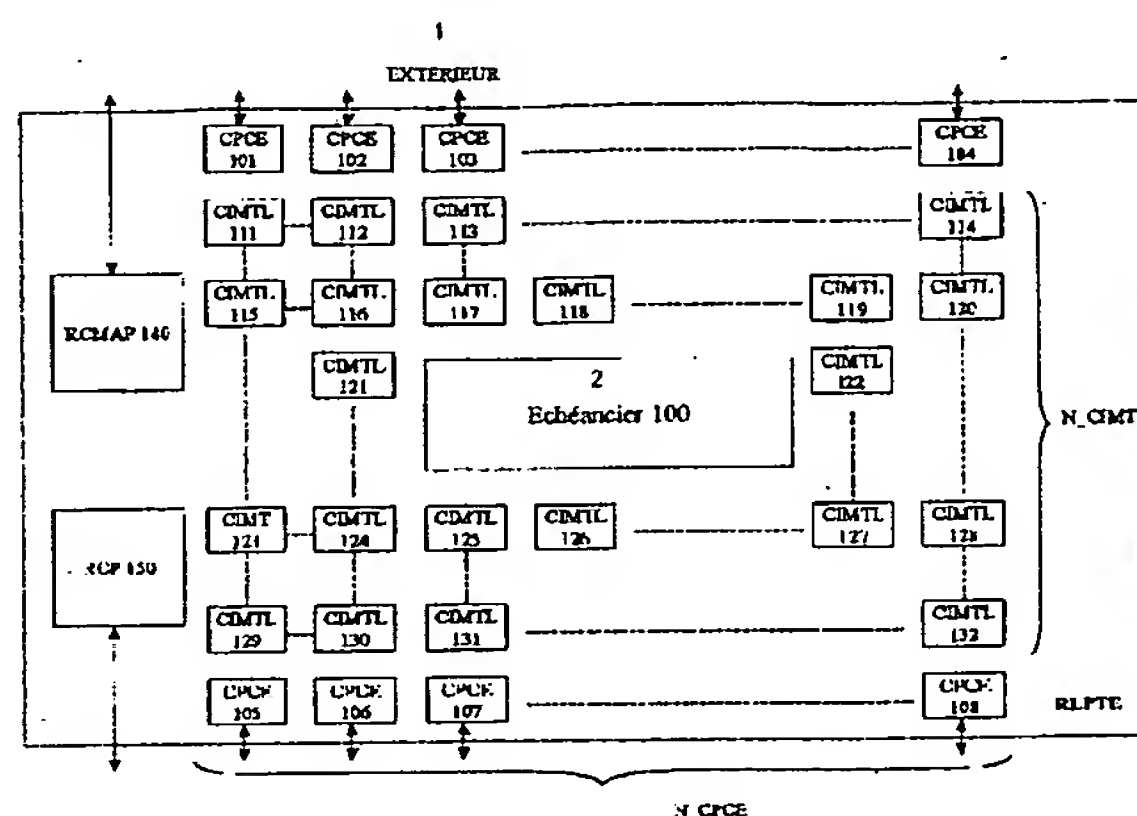 1
EXTERIEUR
CPCE 101
CPCE 102
CPCE 103
CPCE 104
CIMTL 111
CIMTL 112
CIMTL 113
CIMTL 114
RCMAP 140
CIMTL 115
CIMTL 116
CIMTL 117
CIMTL 118
CIMTL 119
CIMTL 120
CIMTL 121
2
Echéancier 100
CIMTL 122
N_CIMT
RCP 150
CIMT 121
CIMTL 124
CIMTL 125
CIMTL 126
CIMTL 127
CIMTL 128
CIMTL 129
CIMTL 130
CIMTL 131
CIMTL 132
CPCE 105
CPCE 106
CPCE 107
CPCE 108
RLPTE
N_CPCE